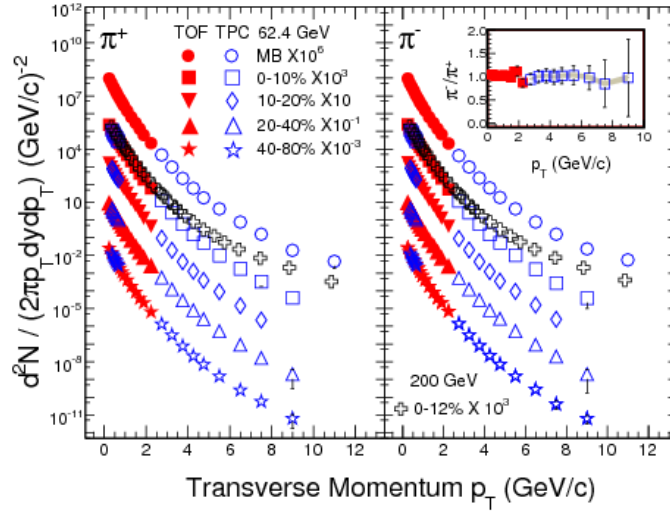 π⁺
TOF TPC 62.4 GeV
MB X10⁶
0-10% X10³
10-20% X10
20-40% X10⁻¹
40-80% X10⁻³
10¹²
10¹⁰
10⁷
10⁴
10
10⁻²
10⁻⁵
10⁻⁸
10⁻¹¹
d²N / (2πp_T dydp_T) (GeV/c)⁻²
0 2 4 6 8 10 12
π⁻
π⁻/π⁺
2.0
1.5
1.0
0.5
0.0
0 2 4 6 8 10
p_T (GeV/c)
200 GeV
0-12% X 10³
0 2 4 6 8 10 12
Transverse Momentum p_T (GeV/c)